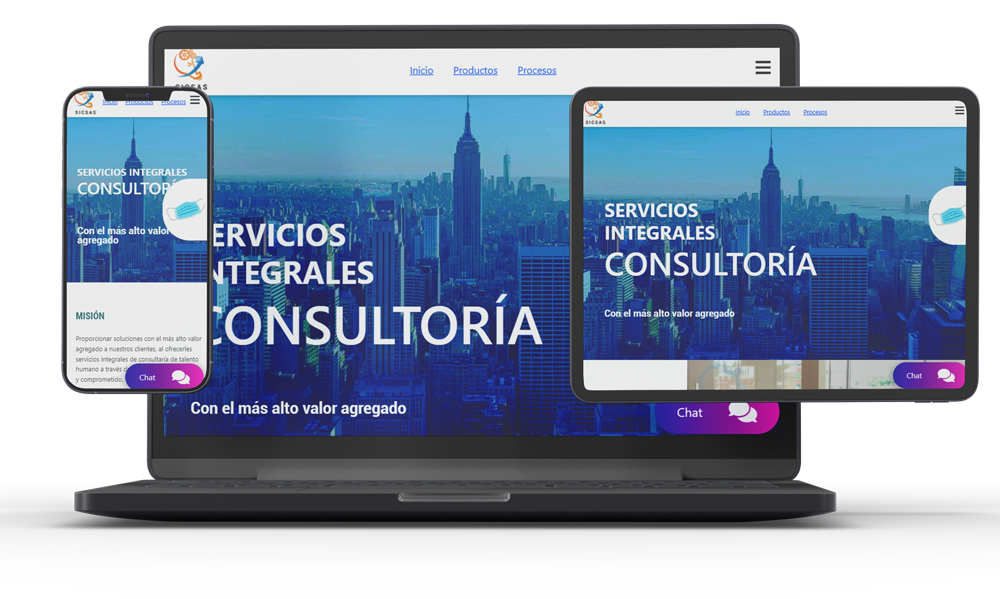 SICSAS
Inicio Productos Procesos
SERVICIOS INTEGRALES
CONSULTORÍ
Con el más alto valor
agregado
MISIÓN
Proporcionar soluciones con el más alto valor
agregado a nuestros clientes, al ofrecerles
servicios integrales de consultaría de talento
humano a través d
y comprometido.
Chat
Inicio Productos Procesos
ERVICIOS
NTEGRALES
CONSULTORÍA
Con el más alto valor agregado
Chat
SICSAS
Inicio Productos Procesos
SERVICIOS
INTEGRALES
CONSULTORÍA
Con el más alto valor agregado
Chat